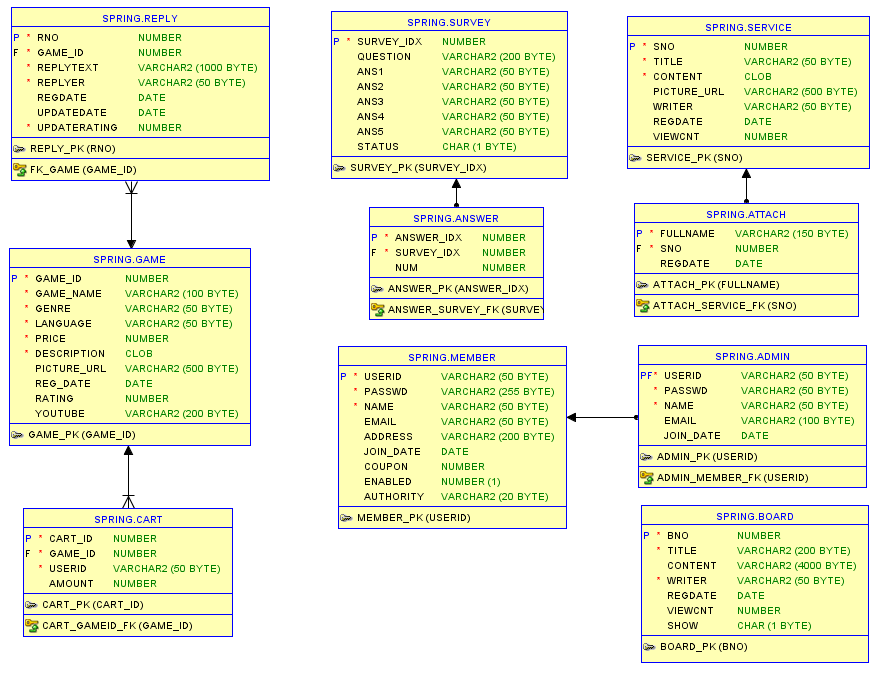 SPRING.REPLY
P * RNO NUMBER
F * GAME_ID NUMBER
* REPLYTEXT VARCHAR2 (1000 BYTE)
* REPLYER VARCHAR2 (50 BYTE)
REGDATE DATE
UPDATEDATE DATE
* UPDATERATING NUMBER
REPLY_PK (RNO)
FK_GAME (GAME_ID)
SPRING.SURVEY
P * SURVEY_IDX NUMBER
QUESTION VARCHAR2 (200 BYTE)
ANS1 VARCHAR2 (50 BYTE)
ANS2 VARCHAR2 (50 BYTE)
ANS3 VARCHAR2 (50 BYTE)
ANS4 VARCHAR2 (50 BYTE)
ANS5 VARCHAR2 (50 BYTE)
STATUS CHAR (1 BYTE)
SURVEY_PK (SURVEY_IDX)
SPRING.SERVICE
P * SNO NUMBER
* TITLE VARCHAR2 (50 BYTE)
* CONTENT CLOB
PICTURE_URL VARCHAR2 (500 BYTE)
WRITER VARCHAR2 (50 BYTE)
REGDATE DATE
VIEWCNT NUMBER
SERVICE_PK (SNO)
SPRING.ANSWER
P * ANSWER_IDX NUMBER
F * SURVEY_IDX NUMBER
NUM NUMBER
ANSWER_PK (ANSWER_IDX)
ANSWER_SURVEY_FK (SURVEY
SPRING.ATTACH
P * FULLNAME VARCHAR2 (150 BYTE)
F * SNO NUMBER
REGDATE DATE
ATTACH_PK (FULLNAME)
ATTACH_SERVICE_FK (SNO)
SPRING.GAME
P * GAME_ID NUMBER
* GAME_NAME VARCHAR2 (100 BYTE)
* GENRE VARCHAR2 (50 BYTE)
* LANGUAGE VARCHAR2 (50 BYTE)
* PRICE NUMBER
* DESCRIPTION CLOB
PICTURE_URL VARCHAR2 (500 BYTE)
REG_DATE DATE
RATING NUMBER
YOUTUBE VARCHAR2 (200 BYTE)
GAME_PK (GAME_ID)
SPRING.MEMBER
P * USERID VARCHAR2 (50 BYTE)
* PASSWD VARCHAR2 (255 BYTE)
* NAME VARCHAR2 (50 BYTE)
EMAIL VARCHAR2 (50 BYTE)
ADDRESS VARCHAR2 (200 BYTE)
JOIN_DATE DATE
COUPON NUMBER
ENABLED NUMBER (1)
AUTHORITY VARCHAR2 (20 BYTE)
MEMBER_PK (USERID)
SPRING.ADMIN
PF* USERID VARCHAR2 (50 BYTE)
* PASSWD VARCHAR2 (50 BYTE)
* NAME VARCHAR2 (50 BYTE)
EMAIL VARCHAR2 (100 BYTE)
JOIN_DATE DATE
ADMIN_PK (USERID)
ADMIN_MEMBER_FK (USERID)
SPRING.CART
P * CART_ID NUMBER
F * GAME_ID NUMBER
* USERID VARCHAR2 (50 BYTE)
AMOUNT NUMBER
CART_PK (CART_ID)
CART_GAMEID_FK (GAME_ID)
SPRING.BOARD
P * BNO NUMBER
* TITLE VARCHAR2 (200 BYTE)
CONTENT VARCHAR2 (4000 BYTE)
* WRITER VARCHAR2 (50 BYTE)
REGDATE DATE
VIEWCNT NUMBER
SHOW CHAR (1 BYTE)
BOARD_PK (BNO)